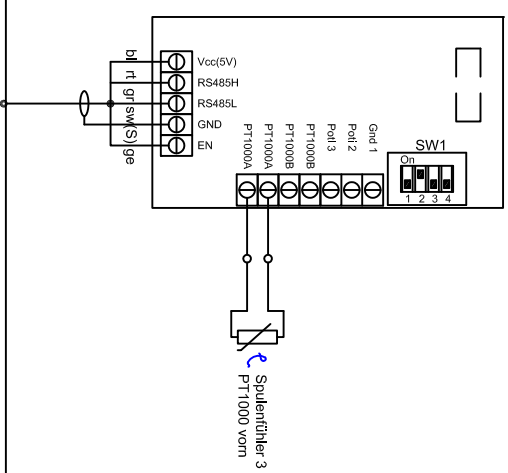 Vcc(5V)
RS485H
RS485L
GND
EN
bl rt gr sw(S) ge
PT1000A
PT1000A
PT1000B
PT1000B
Poti 3
Poti 2
Gnd 1
SW1
On
1 2 3 4
Spulenfühler 3
PT1000 vorn